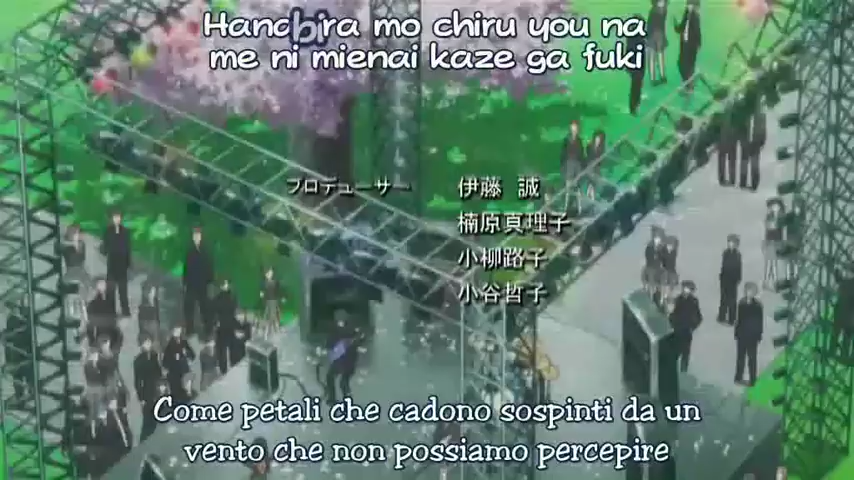 Hanabira mo chiru you na
me ni mienai kaze ga fuki
プロデューサー 伊藤 誠
楠原真理子
小柳路子
小谷哲子
Come petali che cadono sospinti da un
vento che non possiamo percepire